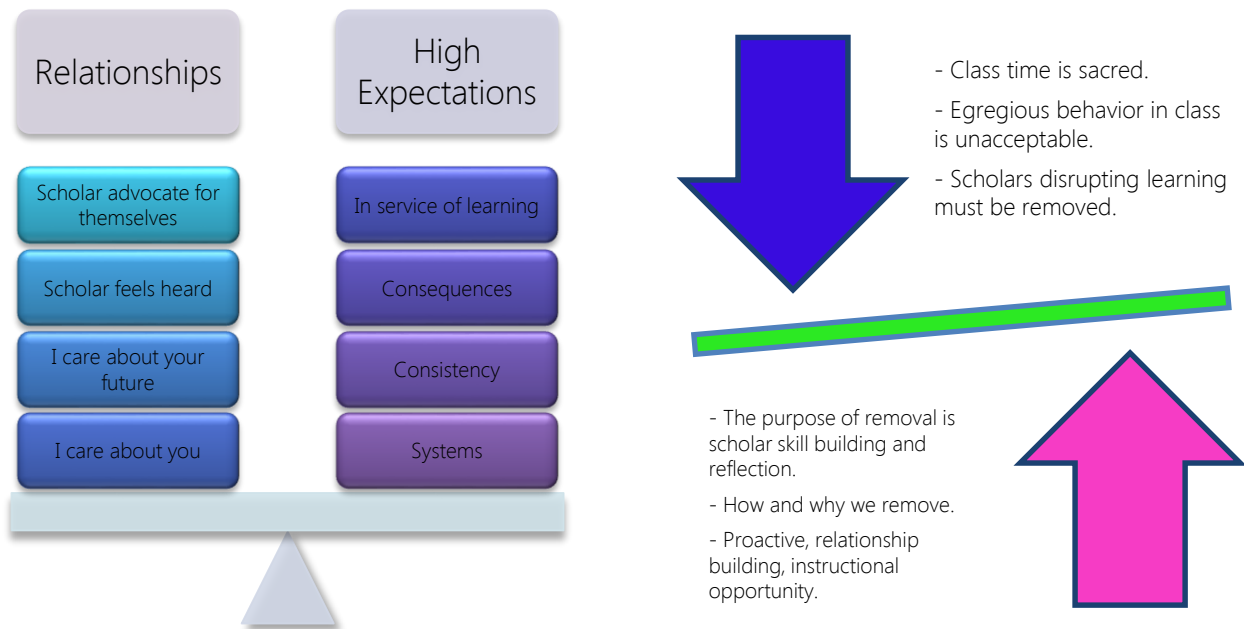 Relationships
Scholar advocate for
themselves
Scholar feels heard
I care about your
future
I care about you
High
Expectations
In service of learning
Consequences
Consistency
Systems
- Class time is sacred.
- Egregious behavior in class
is unacceptable.
- Scholars disrupting learning
must be removed.
- The purpose of removal is
scholar skill building and
reflection.
- How and why we remove.
- Proactive, relationship
building, instructional
opportunity.